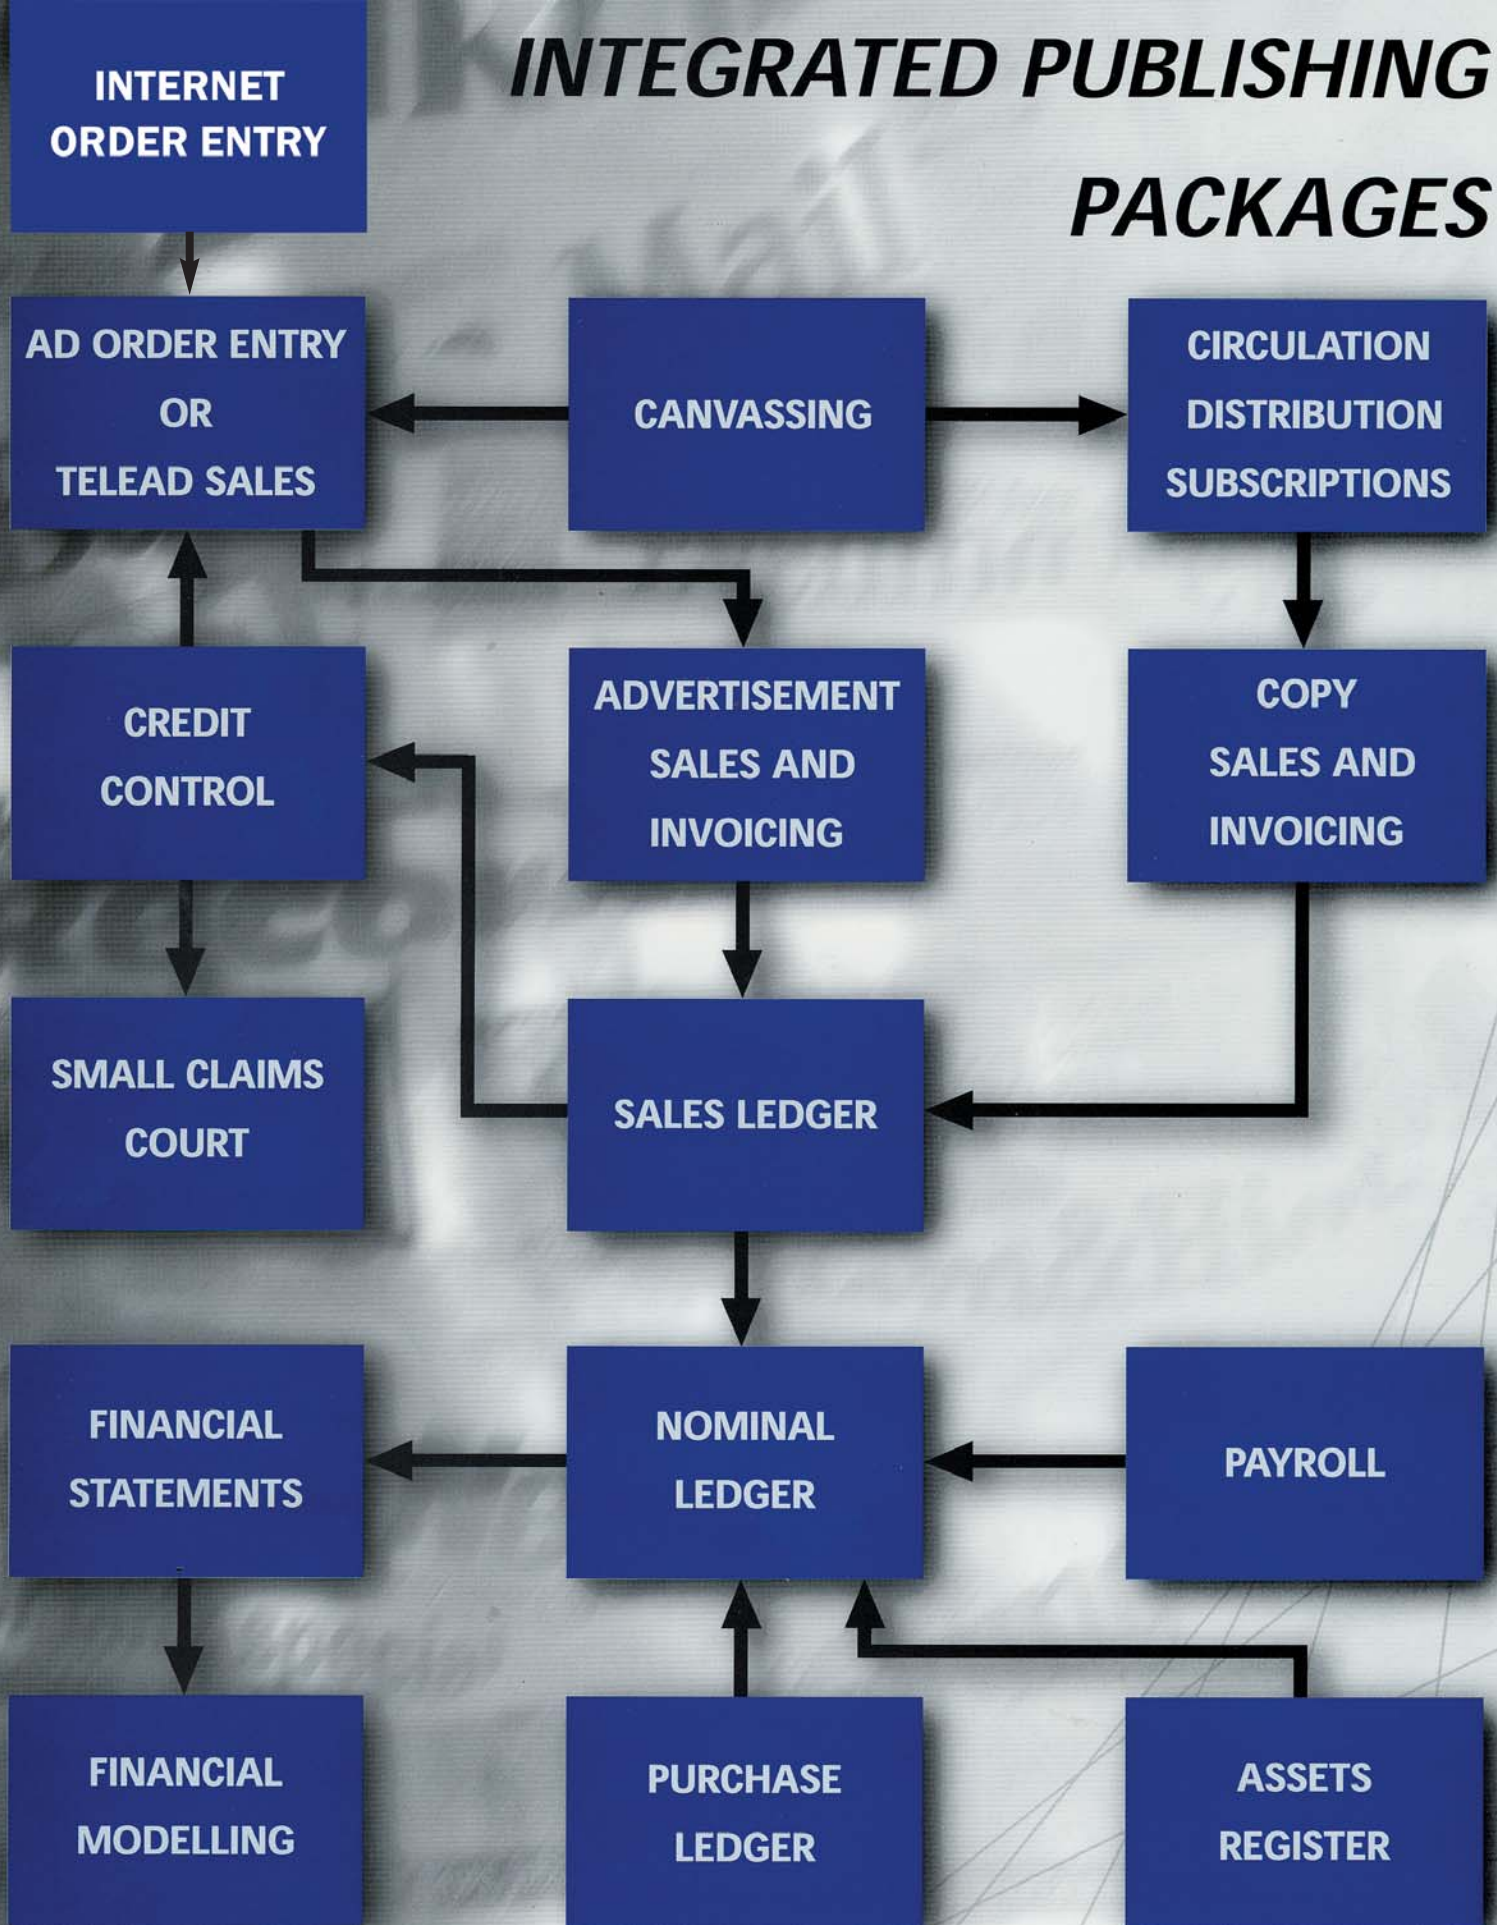 INTEGRATED PUBLISHING
PACKAGES
INTERNET
ORDER ENTRY
AD ORDER ENTRY
OR
TELEAD SALES
CANVASSING
CIRCULATION
DISTRIBUTION
SUBSCRIPTIONS
CREDIT
CONTROL
ADVERTISEMENT
SALES AND
INVOICING
COPY
SALES AND
INVOICING
SMALL CLAIMS
COURT
SALES LEDGER
FINANCIAL
STATEMENTS
NOMINAL
LEDGER
PAYROLL
FINANCIAL
MODELLING
PURCHASE
LEDGER
ASSETS
REGISTER